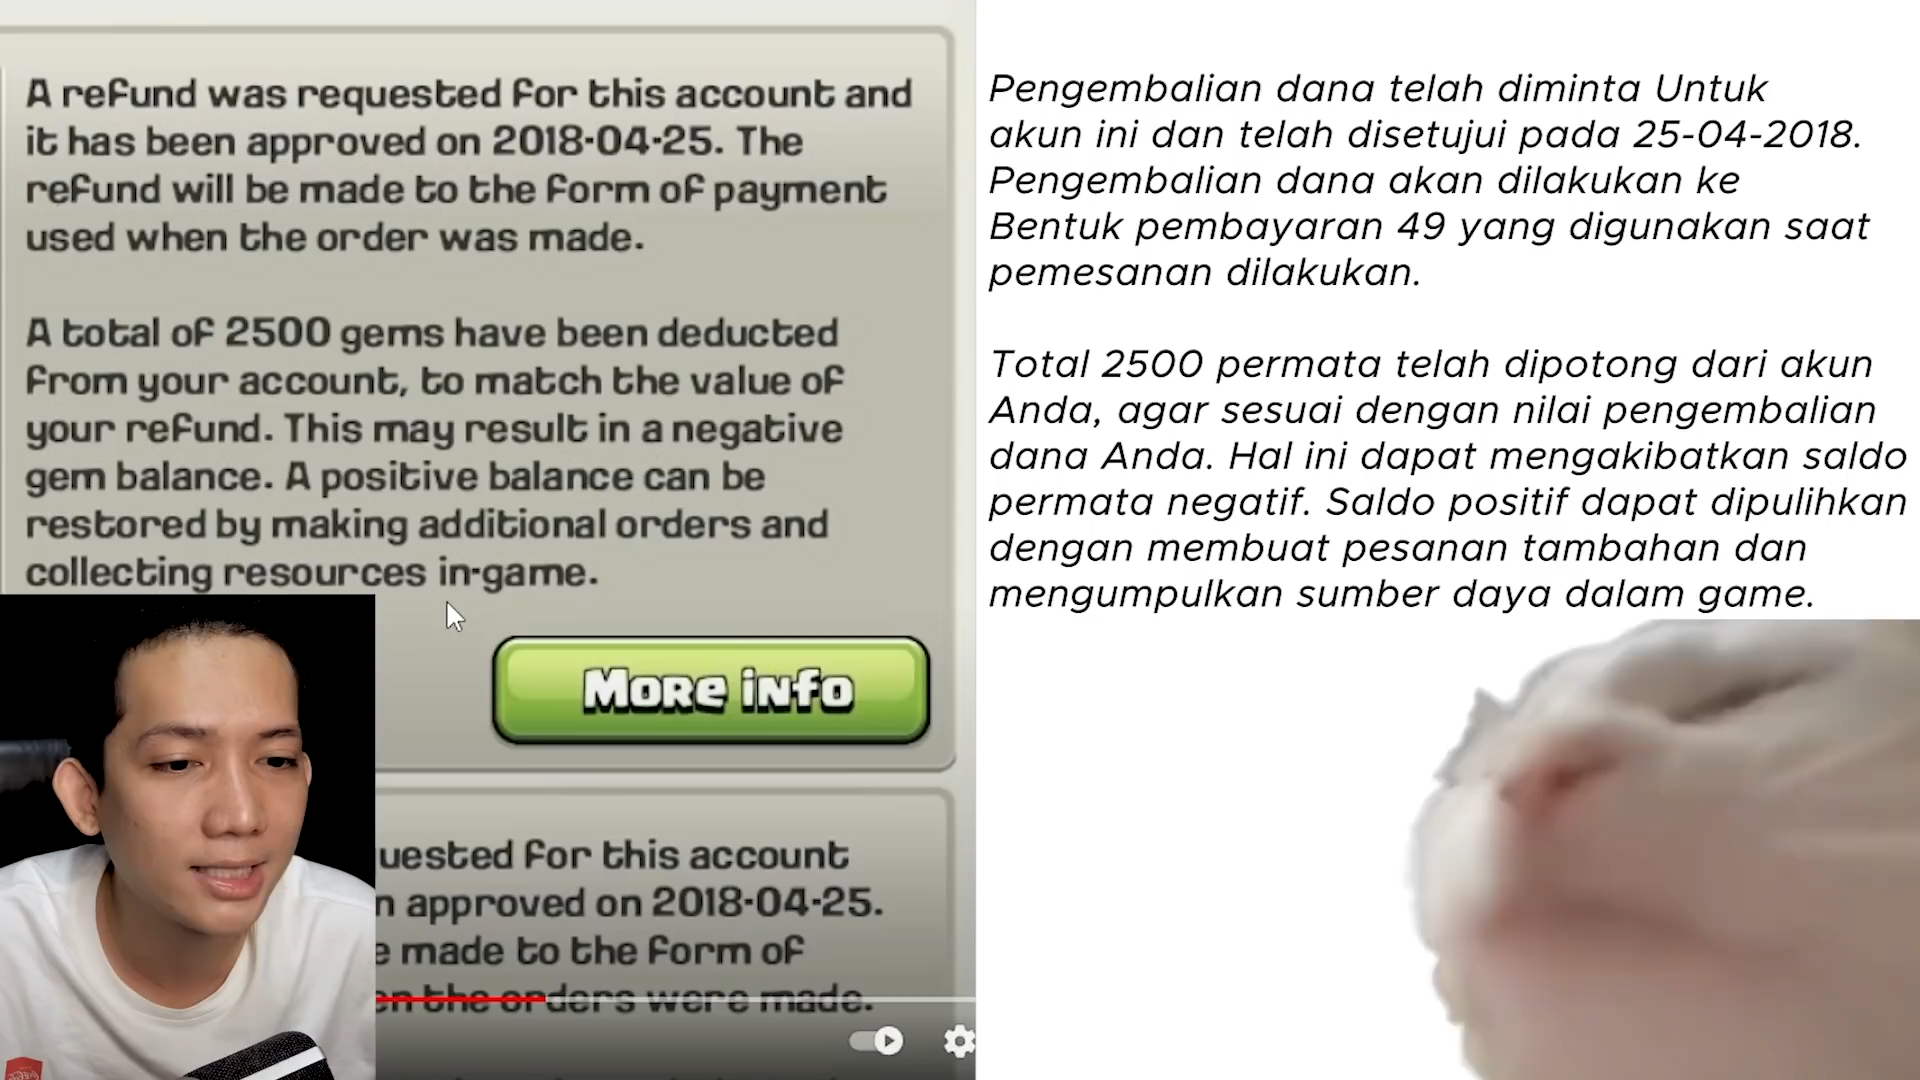 A refund was requested for this account and
it has been approved on 2018-04-25. The
refund will be made to the form of payment
used when the order was made.
A total of 2500 gems have been deducted
from your account, to match the value of
your refund. This may result in a negative
gem balance. A positive balance can be
restored by making additional orders and
collecting resources in-game.
More info
uested for this account
n approved on 2018-04-25.
e made to the form of
en the orders were made.
Pengembalian dana telah diminta Untuk
akun ini dan telah disetujui pada 25-04-2018.
Pengembalian dana akan dilakukan ke
Bentuk pembayaran 49 yang digunakan saat
pemesanan dilakukan.
Total 2500 permata telah dipotong dari akun
Anda, agar sesuai dengan nilai pengembalian
dana Anda. Hal ini dapat mengakibatkan saldo
permata negatif. Saldo positif dapat dipulihkan
dengan membuat pesanan tambahan dan
mengumpulkan sumber daya dalam game.